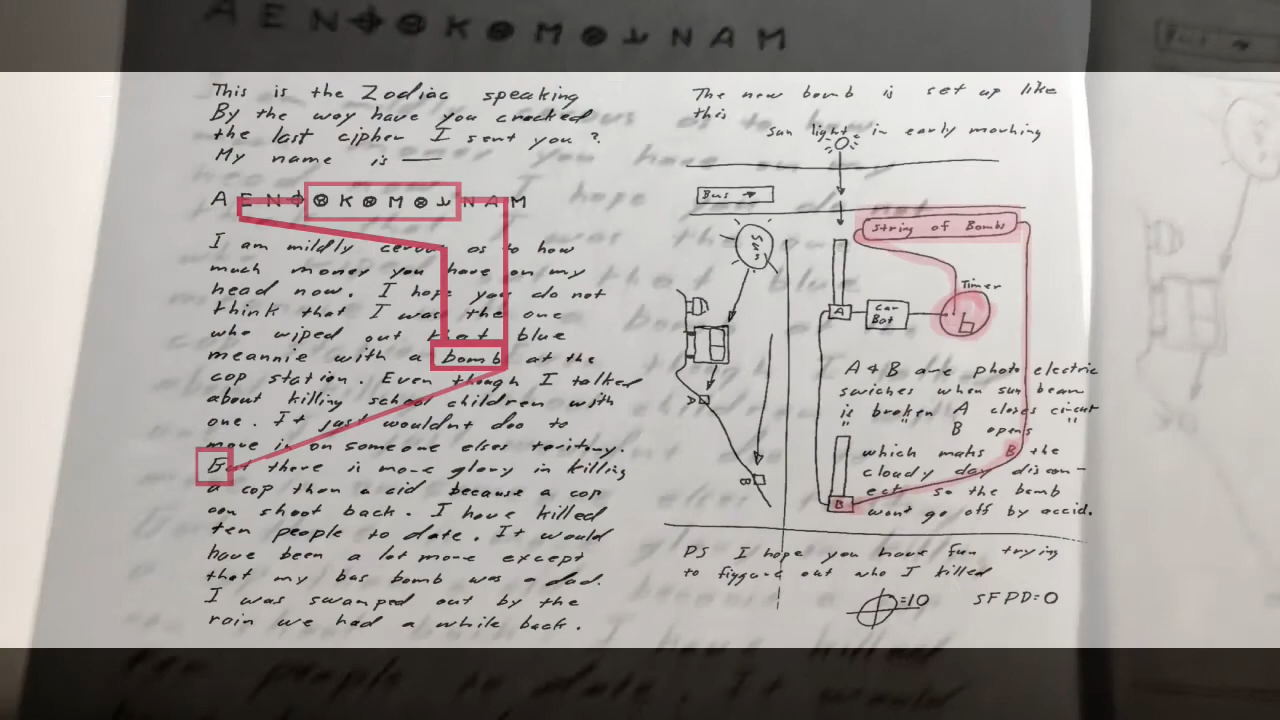 A E N ⌖ ⊗ K ⊗ M ⊗ ⅃ N A M
This is the Zodiac speaking
By the way have you cracked
the last cipher I sent you?
My name is —
A E N ⌖ ⊗ K ⊗ M ⊗ ⅃ N A M
I am mildly cerous as to how
much money you have on my
head now. I hope you do not
think that I was the one
who wiped out that blue
meannie with a bomb at the
cop station. Even though I talked
about killing school children with
one. It just wouldnt doo to
move in on someone elses teritiny.
But there is more glory in killing
a cop than a cid because a cop
can shoot back. I have killed
ten people to date. It would
have been a lot more except
that my bas bomb was a dad.
I was swamped out by the
rain we had a while back.
The new bomb is set up like
this
sun light in early morning
Bus →
Sun
String of Bombs
Timer
6
A
Car
Bat
A
B
A & B are photo electric
swiches when sun beam
is broken A closes circut
" B opens "
which maks B the
cloudy day discon-
ect so the bomb
wont go off by accid.
B
PS I hope you have fun trying
to figgure out who I killed
⌖=10 SFPD=0